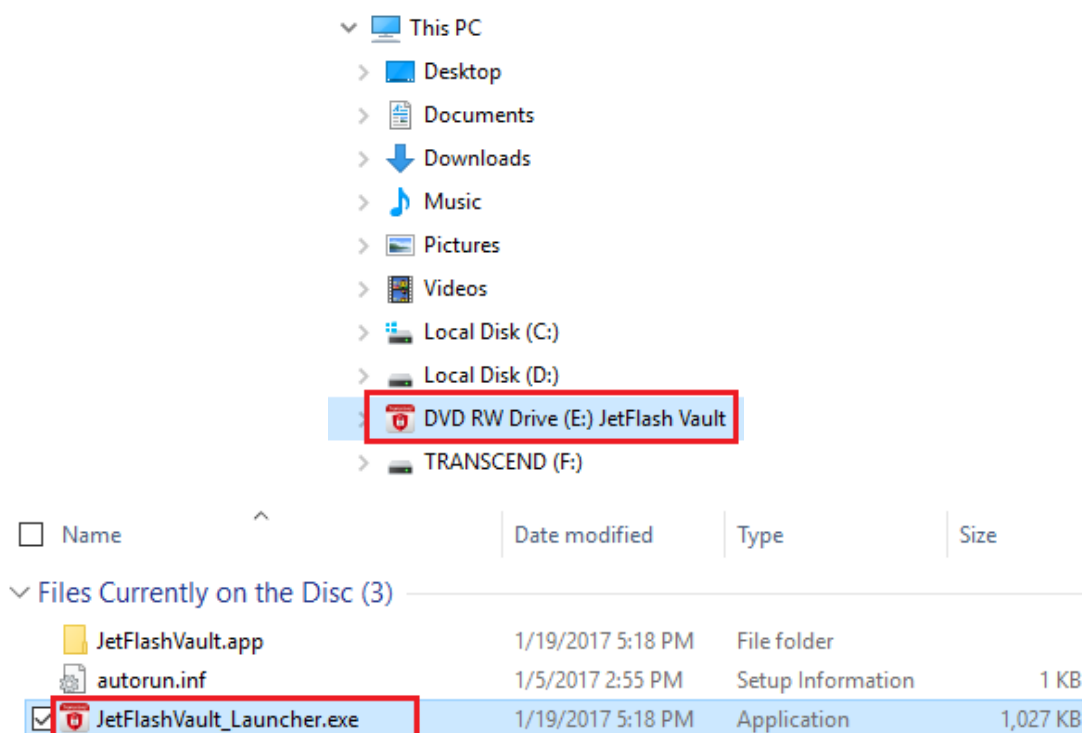 This PC
Desktop
Documents
Downloads
Music
Pictures
Videos
Local Disk (C:)
Local Disk (D:)
DVD RW Drive (E:) JetFlash Vault
TRANSCEND (F:)
Name Date modified Type Size
Files Currently on the Disc (3)
JetFlashVault.app 1/19/2017 5:18 PM File folder
autorun.inf 1/5/2017 2:55 PM Setup Information 1 KB
JetFlashVault_Launcher.exe 1/19/2017 5:18 PM Application 1,027 KB